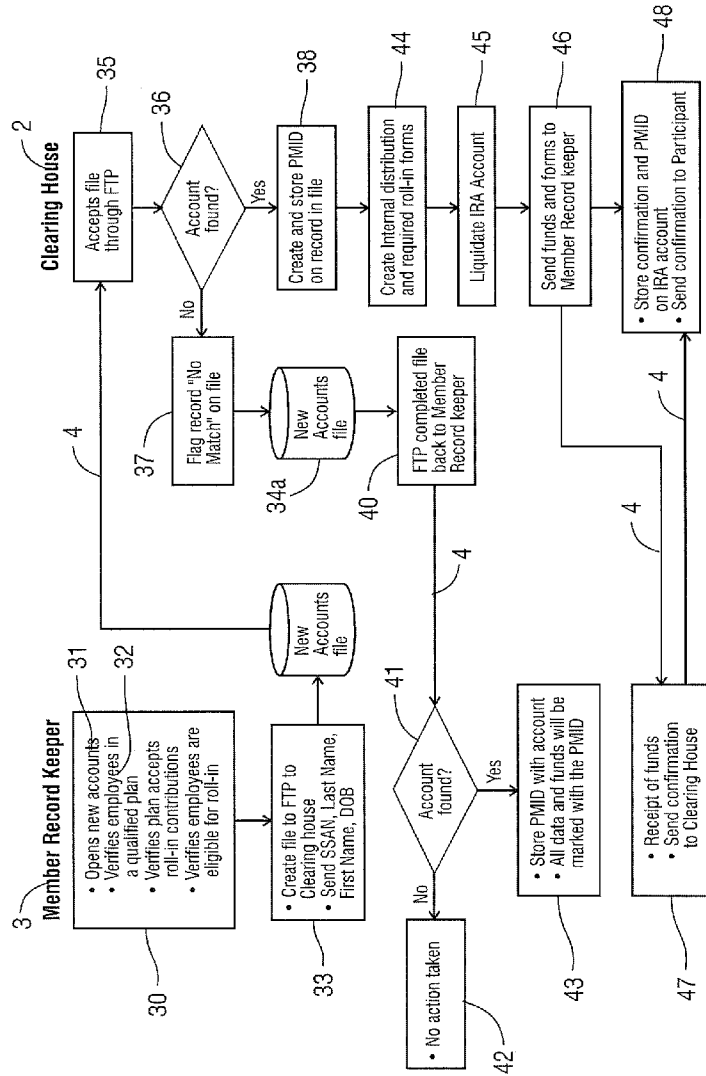 3
Member Record Keeper
31
32
• Opens new accounts
• Verifies employees in
a qualified plan
• Verifies plan accepts
roll-in contributions
• Verifies employees are
eligible for roll-in
30
• Create file to FTP to
Clearing house
• Send SSAN, Last Name,
First Name, DOB
33
New
Accounts
file
4
Clearing House
2
Accepts file
through FTP
35
Account
found?
36
No
Yes
Flag record "No
Match" on file
37
New
Accounts
file
34a
FTP completed file
back to Member
Record keeper
40
4
Create and store PMID
on record in file
38
Create Internal distribution
and required roll-in forms
44
Liquidate IRA Account
45
Send funds and forms to
Member Record keeper
46
Account
found?
41
No
Yes
• No action taken
42
• Store PMID with account
• All data and funds will be
marked with the PMID
43
4
• Receipt of funds
• Send confirmation
to Clearing House
47
4
• Store confirmation and PMID
on IRA account
• Send confirmation to Participant
48